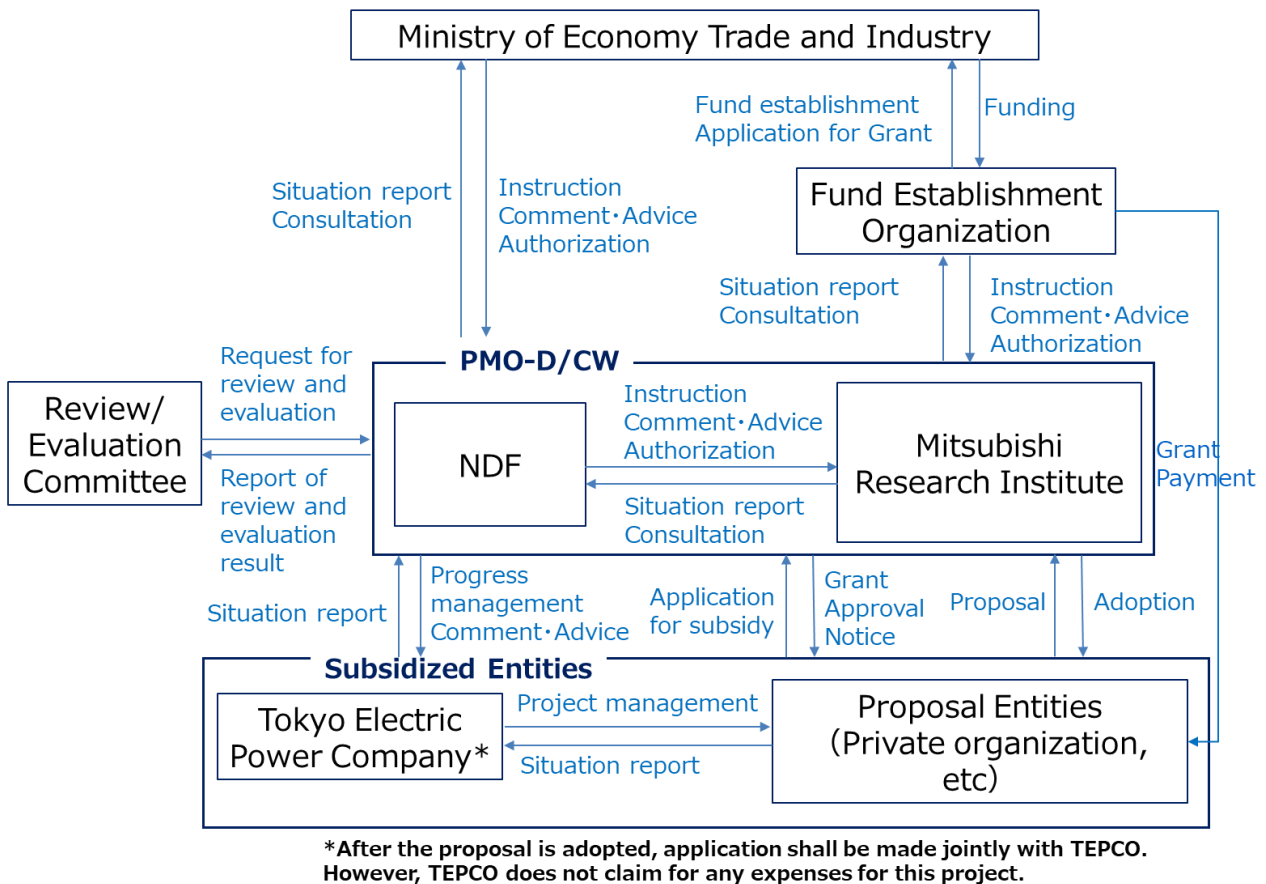 Ministry of Economy Trade and Industry
Fund establishment
Application for Grant
Funding
Situation report
Consultation
Instruction
Comment・Advice
Authorization
Fund Establishment
Organization
Situation report
Consultation
Instruction
Comment・Advice
Authorization
PMO-D/CW
Request for
review and
evaluation
Review/
Evaluation
Committee
Report of
review and
evaluation
result
NDF
Instruction
Comment・Advice
Authorization
Situation report
Consultation
Mitsubishi
Research Institute
Grant
Payment
Situation report
Progress
management
Comment・Advice
Application
for subsidy
Grant
Approval
Notice
Proposal
Adoption
Subsidized Entities
Tokyo Electric
Power Company*
Project management
Situation report
Proposal Entities
（Private organization,
etc）
*After the proposal is adopted, application shall be made jointly with TEPCO.
However, TEPCO does not claim for any expenses for this project.